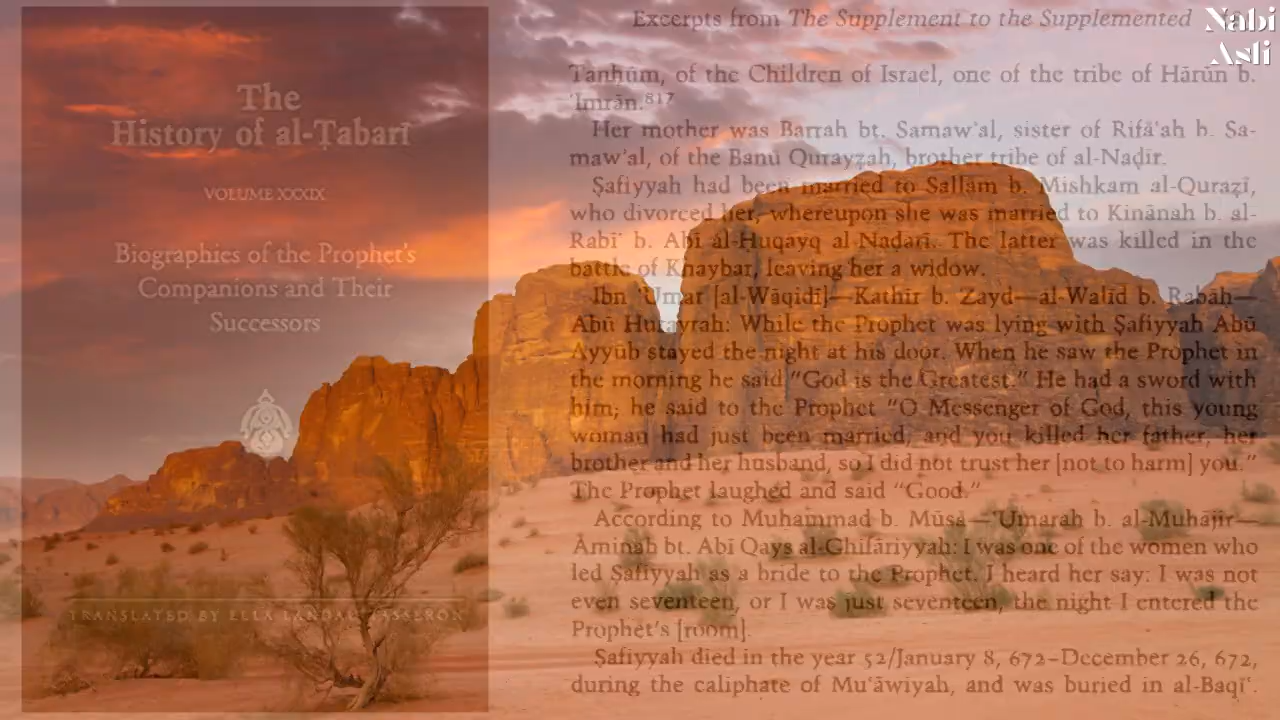 The
History of al-Ṭabarī
VOLUME XXXIX
Biographies of the Prophet's
Companions and Their
Successors
TRANSLATED BY ELLA LANDAU-TASSERON
Excerpts from The Supplement to the Supplemented
Nabi
Asli
Tanḥūm, of the Children of Israel, one of the tribe of Hārūn b.
ʿImrān.⁸¹⁷
Her mother was Barrah bt. Samawʾal, sister of Rifāʿah b. Sa-
mawʾal, of the Banū Qurayẓah, brother tribe of al-Naḍīr.
Ṣafiyyah had been married to Sallām b. Mishkam al-Quraẓī,
who divorced her, whereupon she was married to Kinānah b. al-
Rabīʿ b. Abī al-Ḥuqayq al-Naḍarī. The latter was killed in the
battle of Khaybar, leaving her a widow.
Ibn ʿUmar [al-Wāqidī]—Kathīr b. Zayd—al-Walīd b. Rabāḥ—
Abū Hurayrah: While the Prophet was lying with Ṣafiyyah Abū
Ayyūb stayed the night at his door. When he saw the Prophet in
the morning he said "God is the Greatest." He had a sword with
him; he said to the Prophet "O Messenger of God, this young
woman had just been married, and you killed her father, her
brother and her husband, so I did not trust her [not to harm] you."
The Prophet laughed and said "Good."
According to Muḥammad b. Mūsā—ʿUmārah b. al-Muhājir—
Āminah bt. Abī Qays al-Ghifāriyyah: I was one of the women who
led Ṣafiyyah as a bride to the Prophet. I heard her say: I was not
even seventeen, or I was just seventeen, the night I entered the
Prophet's [room].
Ṣafiyyah died in the year 52/January 8, 672–December 26, 672,
during the caliphate of Muʿāwiyah, and was buried in al-Baqīʿ.